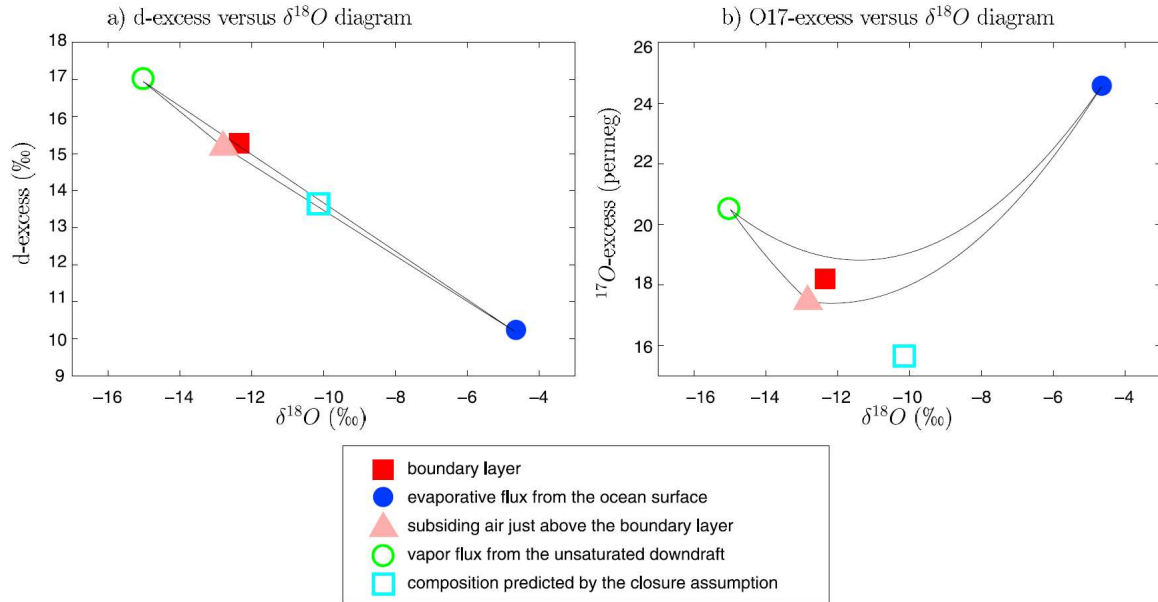 a) d-excess versus δ18O diagram
18
17
16
15
14
13
12
11
10
9
d-excess (‰)
−16 −14 −12 −10 −8 −6 −4
δ18O (‰)
b) O17-excess versus δ18O diagram
26
24
22
20
18
16
17O-excess (permeg)
−16 −14 −12 −10 −8 −6 −4
δ18O (‰)
boundary layer
evaporative flux from the ocean surface
subsiding air just above the boundary layer
vapor flux from the unsaturated downdraft
composition predicted by the closure assumption